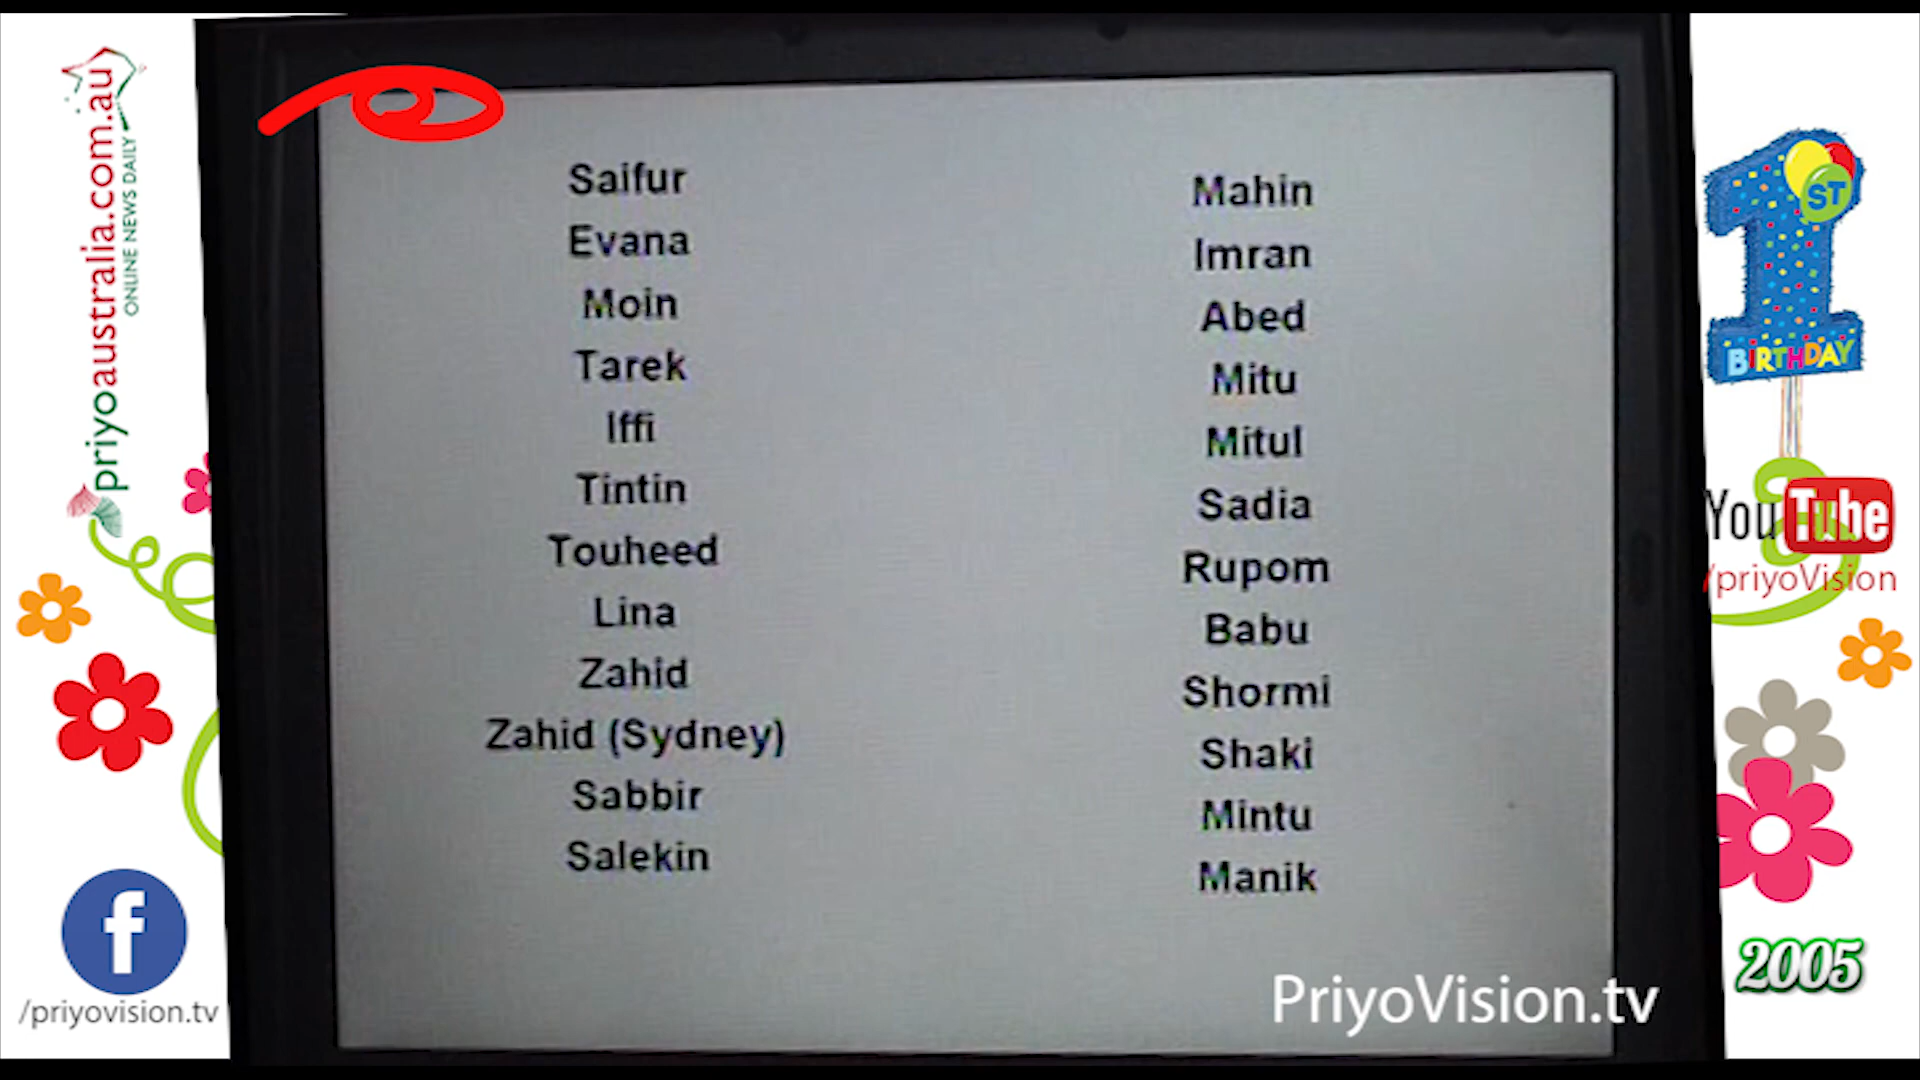 priyoaustralia.com.au
ONLINE NEWS DAILY
Saifur
Evana
Moin
Tarek
Iffi
Tintin
Touheed
Lina
Zahid
Zahid (Sydney)
Sabbir
Salekin
Mahin
Imran
Abed
Mitu
Mitul
Sadia
Rupom
Babu
Shormi
Shaki
Mintu
Manik
1
ST
BIRTHDAY
YouTube
/priyoVision
2005
f
/priyovision.tv
PriyoVision.tv